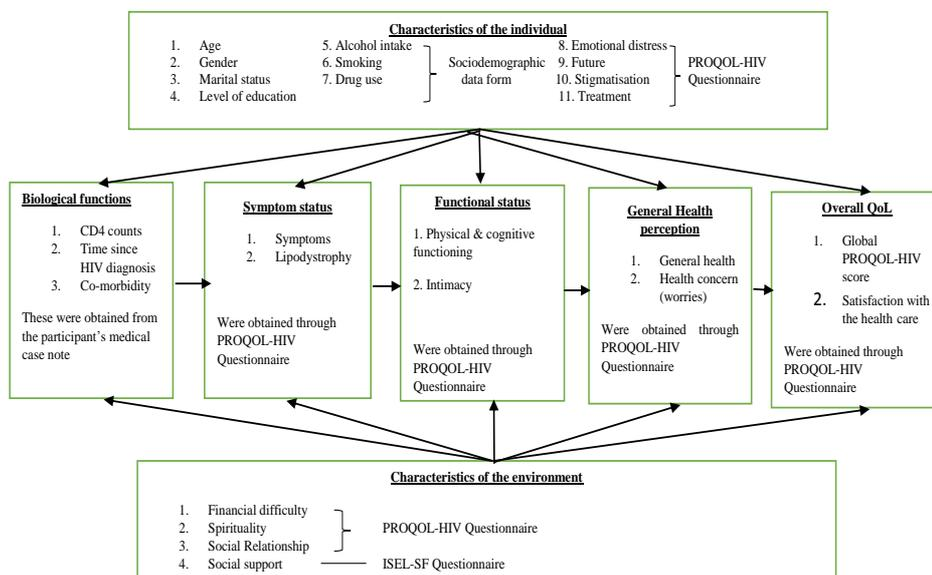 Characteristics of the individual
1. Age
2. Gender
3. Marital status
4. Level of education
5. Alcohol intake
6. Smoking
7. Drug use
Sociodemographic
data form
8. Emotional distress
9. Future
10. Stigmatisation
11. Treatment
PROQOL-HIV
Questionnaire
Biological functions
1. CD4 counts
2. Time since
HIV diagnosis
3. Co-morbidity
These were obtained from
the participant's medical
case note
Symptom status
1. Symptoms
2. Lipodystrophy
Were obtained through
PROQOL-HIV
Questionnaire
Functional status
1. Physical & cognitive
functioning
2. Intimacy
Were obtained through
PROQOL-HIV
Questionnaire
General Health
perception
1. General health
2. Health concern
(worries)
Were obtained through
PROQOL-HIV
Questionnaire
Overall QoL
1. Global
PROQOL-HIV
score
2. Satisfaction with
the health care
Were obtained through
PROQOL-HIV
Questionnaire
Characteristics of the environment
1. Financial difficulty
2. Spirituality
3. Social Relationship
4. Social support
PROQOL-HIV Questionnaire
ISEL-SF Questionnaire